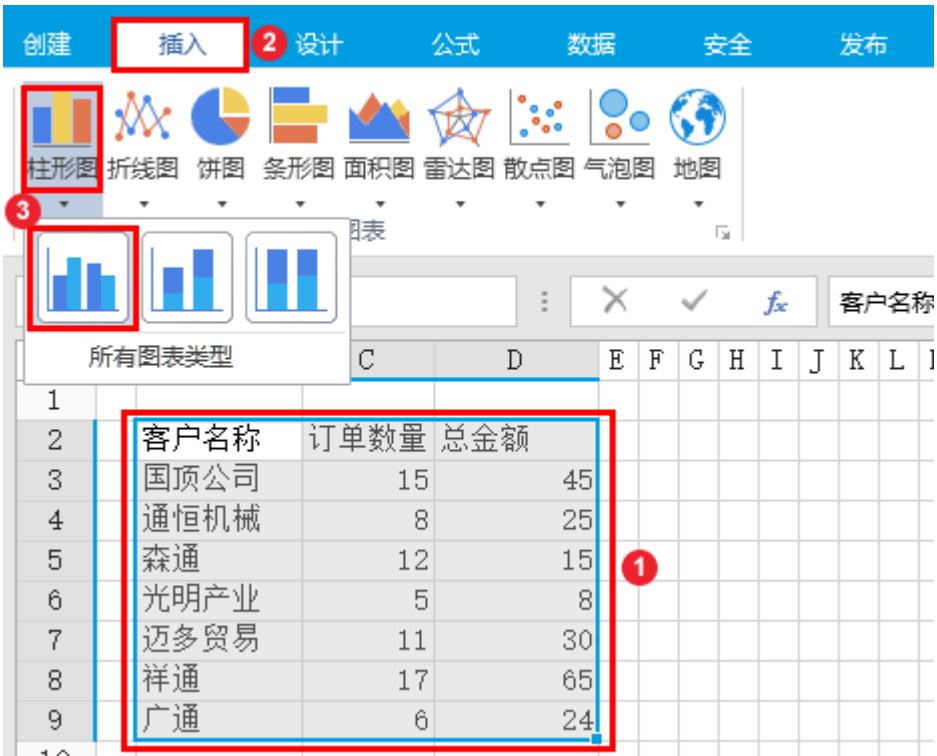 创建 插入 2 设计 公式 数据 安全 发布
柱形图 折线图 饼图 条形图 面积图 雷达图 散点图 气泡图 地图
3
图表
fx 客户名称
所有图表类型
C D E F G H I J K L
1
2 客户名称 订单数量 总金额
3 国顶公司 15 45
4 通恒机械 8 25
5 森通 12 15 1
6 光明产业 5 8
7 迈多贸易 11 30
8 祥通 17 65
9 广通 6 24
10